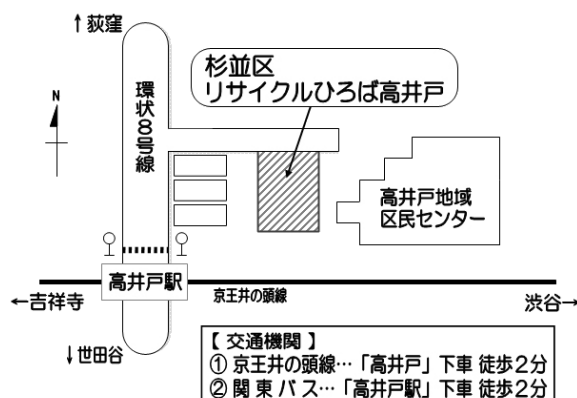 ↑荻窪
杉並区
リサイクルひろば高井戸
N
環状8号線
高井戸地域
区民センター
高井戸駅
京王井の頭線
←吉祥寺
渋谷→
↓世田谷
【 交通機関 】
① 京王井の頭線…「高井戸」下車 徒歩2分
② 関 東 バ ス…「高井戸駅」下車 徒歩2分